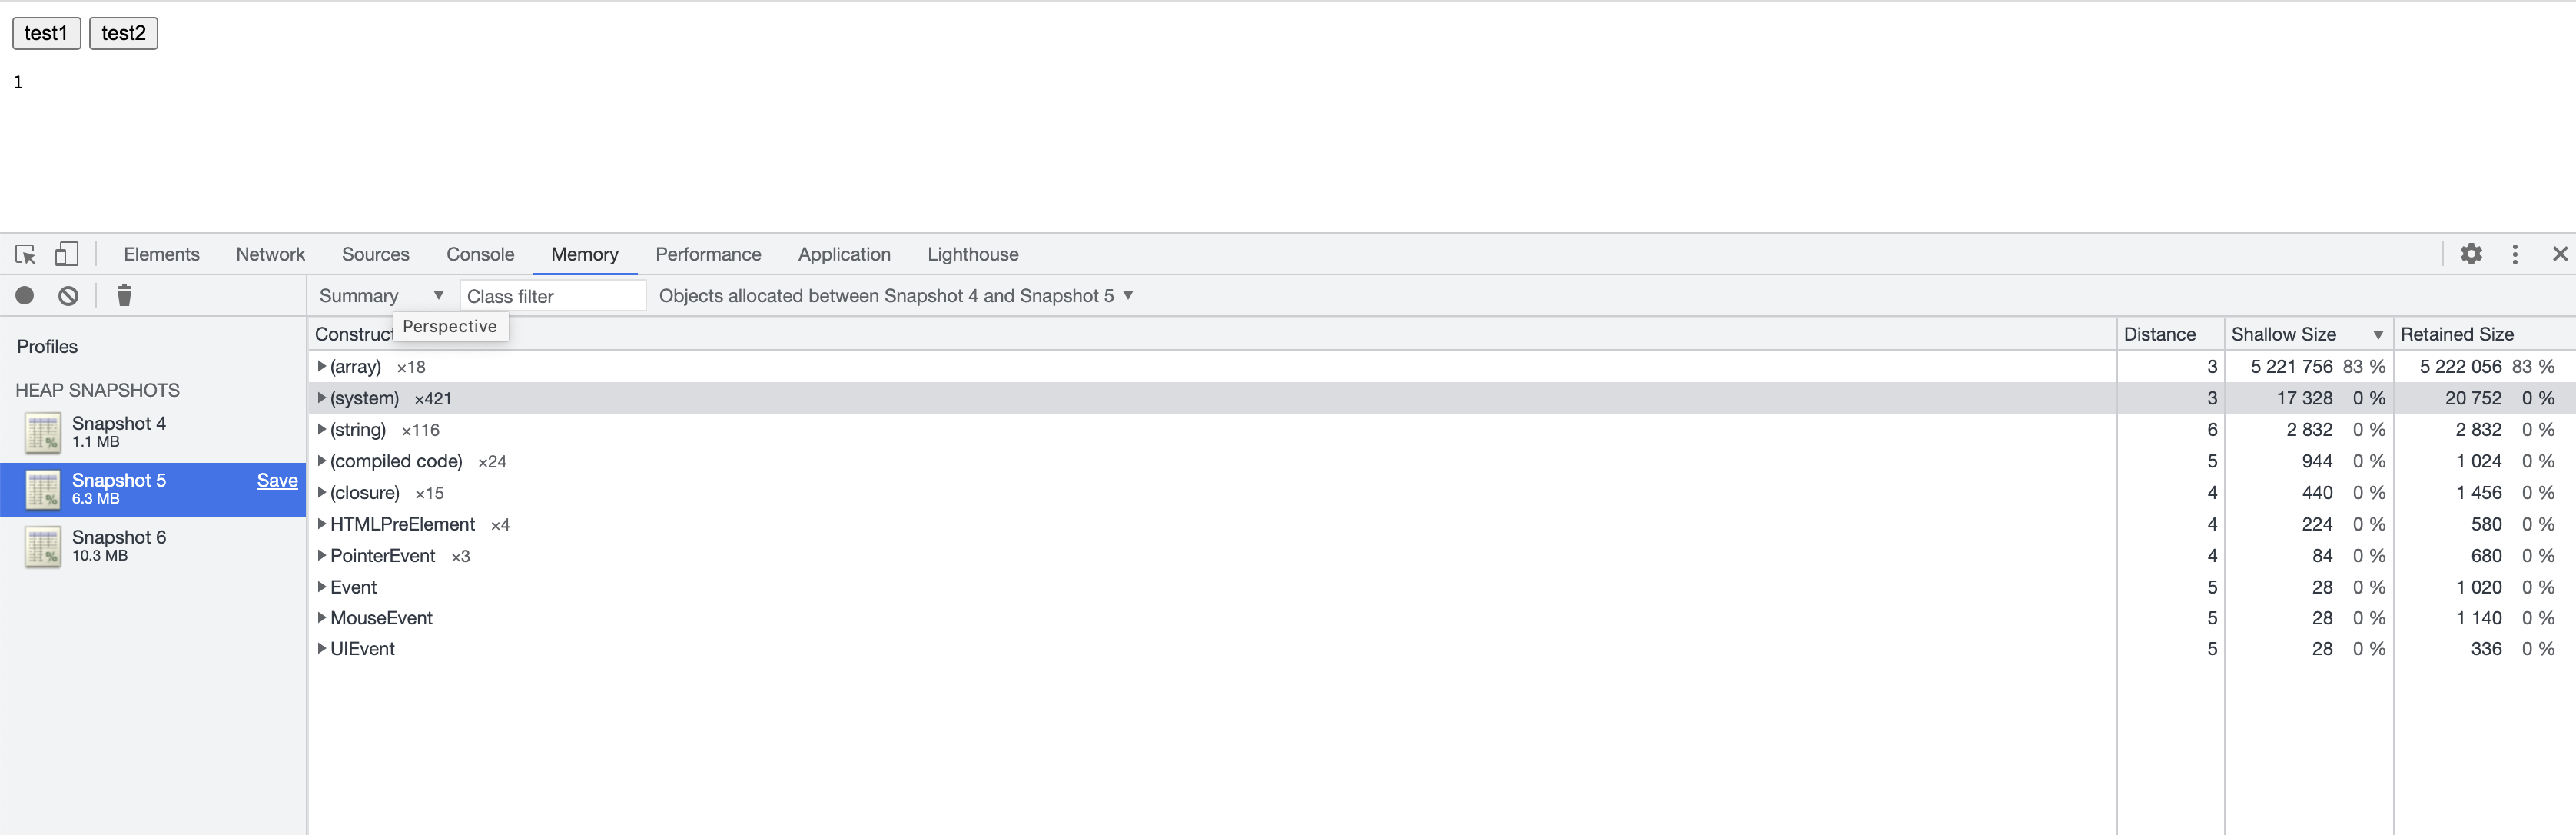 test1 test2
1
Elements Network Sources Console Memory Performance Application Lighthouse
Summary ▼ Class filter Objects allocated between Snapshot 4 and Snapshot 5 ▼
Perspective
Profiles
HEAP SNAPSHOTS
Snapshot 4
1.1 MB
Snapshot 5 Save
6.3 MB
Snapshot 6
10.3 MB
Construct Distance Shallow Size ▼ Retained Size
(array) ×18 3 5 221 756 83 % 5 222 056 83 %
(system) ×421 3 17 328 0 % 20 752 0 %
(string) ×116 6 2 832 0 % 2 832 0 %
(compiled code) ×24 5 944 0 % 1 024 0 %
(closure) ×15 4 440 0 % 1 456 0 %
HTMLPreElement ×4 4 224 0 % 580 0 %
PointerEvent ×3 4 84 0 % 680 0 %
Event 5 28 0 % 1 020 0 %
MouseEvent 5 28 0 % 1 140 0 %
UIEvent 5 28 0 % 336 0 %